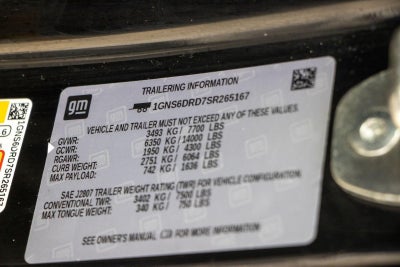 TRAILERING INFORMATION
gm
1GNS6DRD7SR265167
VEHICLE AND TRAILER MUST NOT EXCEED ANY OF THESE VALUES.
GVWR: 3493 KG / 7700 LBS
GCWR: 6350 KG / 14000 LBS
RGAWR: 1950 KG / 4300 LBS
CURB WEIGHT: 2751 KG / 6064 LBS
MAX PAYLOAD: 742 KG / 1636 LBS
SAE J2807 TRAILER WEIGHT RATING (TWR) FOR VEHICLE CONFIGURATION.
CONVENTIONAL TWR: 3402 KG / 7500 LBS
MAX TONGUE WEIGHT: 340 KG / 750 LBS
SEE OWNER'S MANUAL FOR MORE INFORMATION
1GNS6DRD7SR265167
6